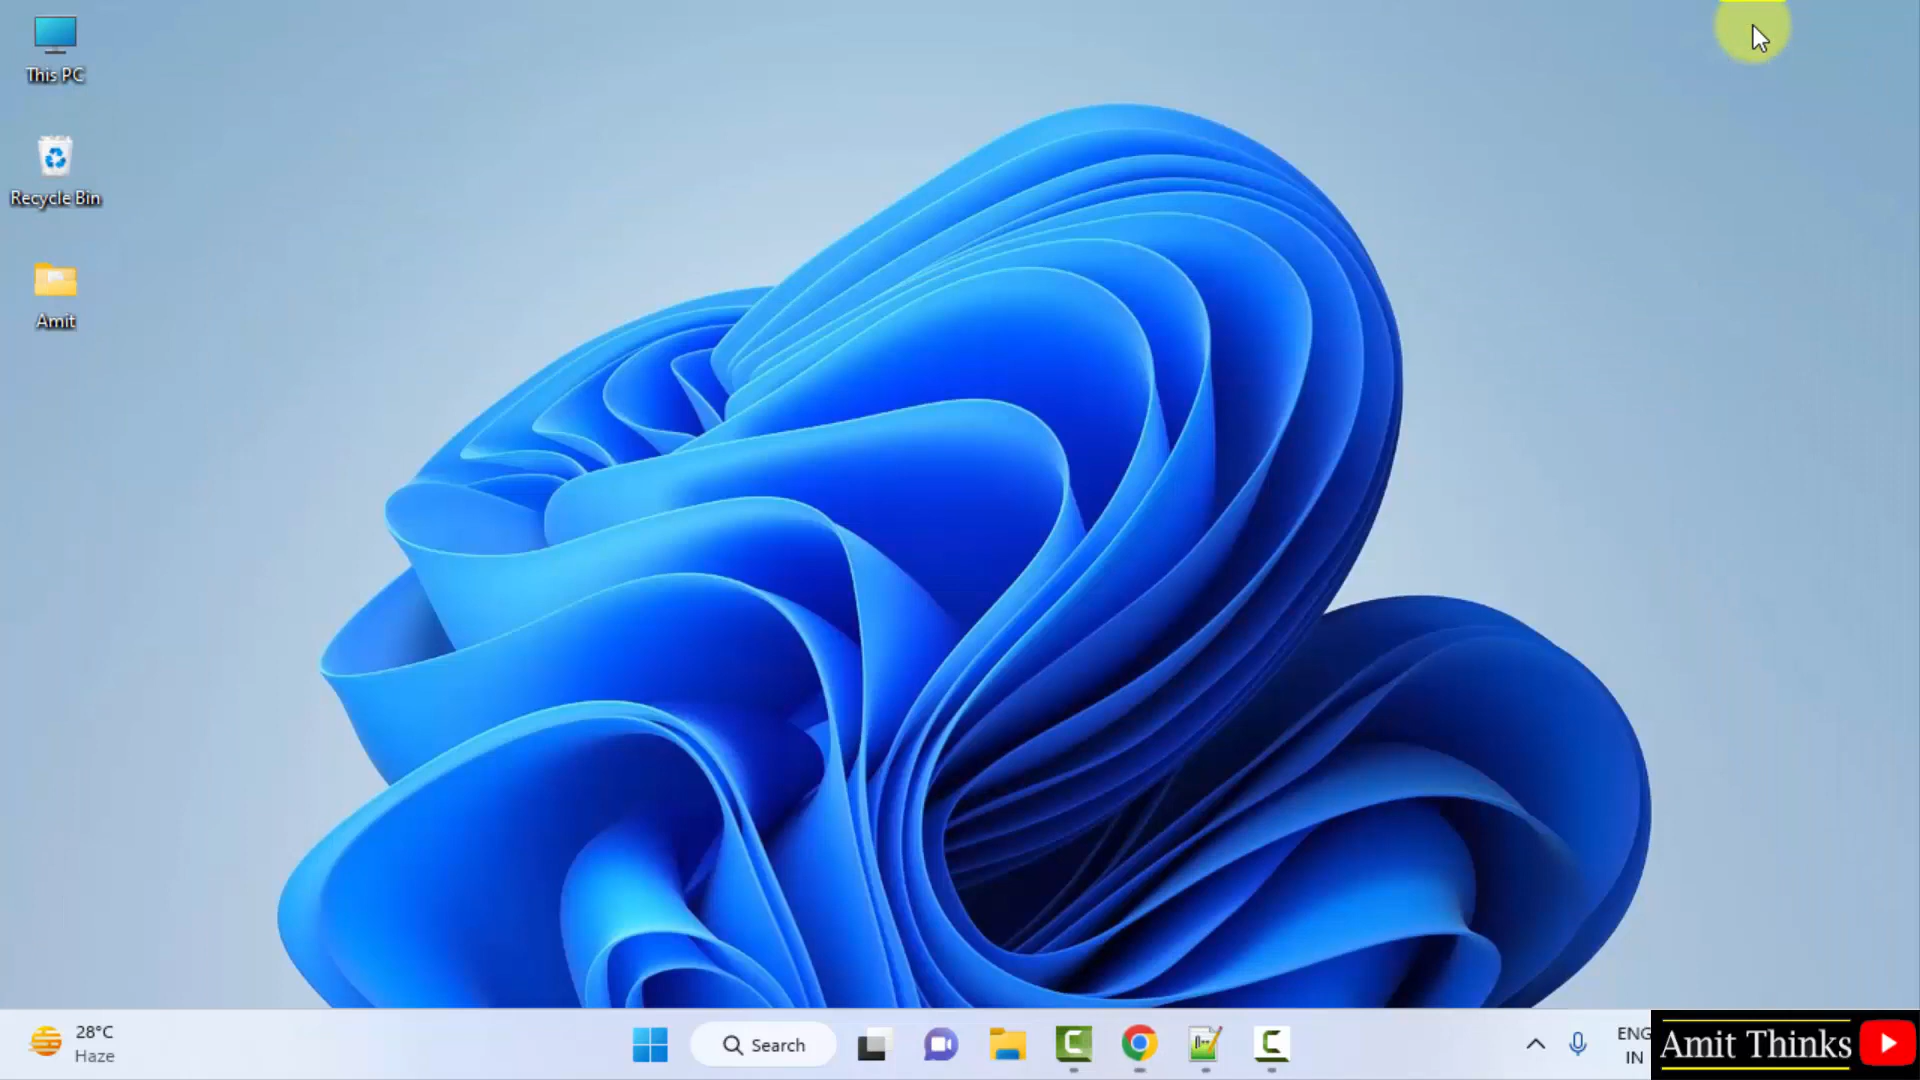 This PC
Recycle Bin
Amit
28°C
Haze
Search
ENG
IN
Amit Thinks